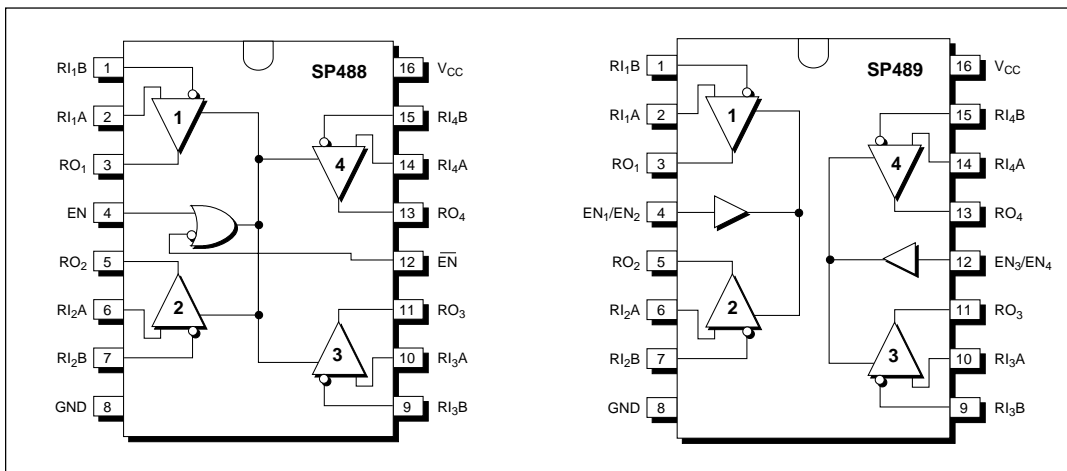 SP488
RI₁B 1
RI₁A 2
RO₁ 3
EN 4
RO₂ 5
RI₂A 6
RI₂B 7
GND 8
16 V_CC
15 RI₄B
14 RI₄A
13 RO₄
12 E̅N̅
11 RO₃
10 RI₃A
9 RI₃B
1
2
4
3
SP489
RI₁B 1
RI₁A 2
RO₁ 3
EN₁/EN₂ 4
RO₂ 5
RI₂A 6
RI₂B 7
GND 8
16 V_CC
15 RI₄B
14 RI₄A
13 RO₄
12 EN₃/EN₄
11 RO₃
10 RI₃A
9 RI₃B
1
2
4
3